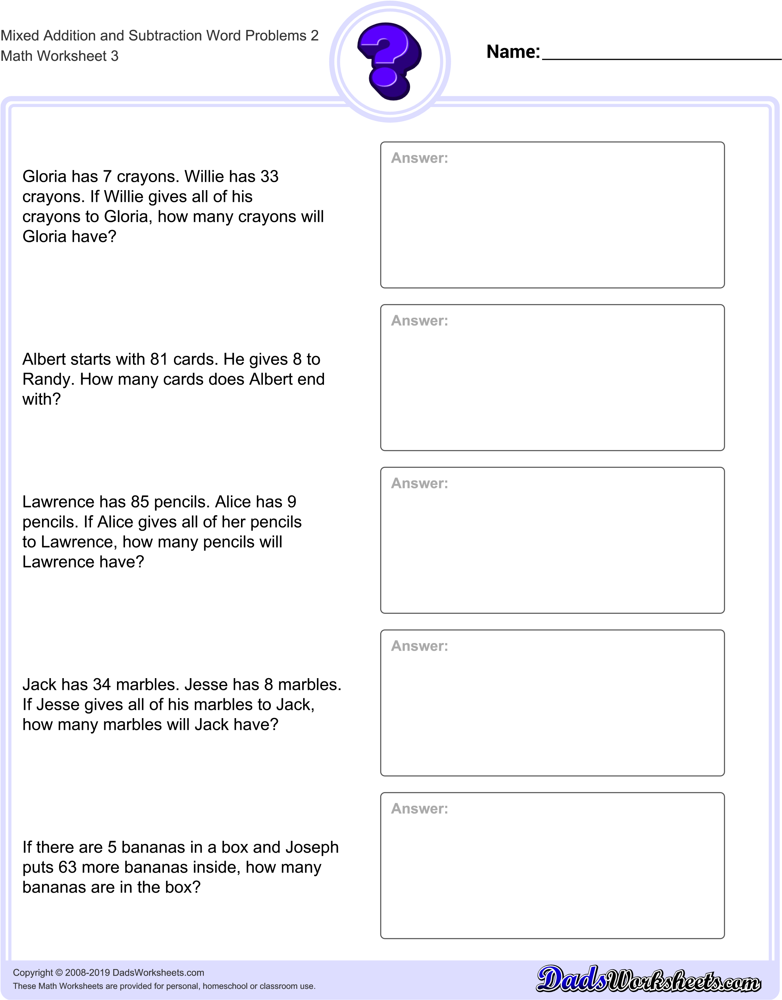 Mixed Addition and Subtraction Word Problems 2
Math Worksheet 3
Name:
Gloria has 7 crayons. Willie has 33
crayons. If Willie gives all of his
crayons to Gloria, how many crayons will
Gloria have?
Answer:
Albert starts with 81 cards. He gives 8 to
Randy. How many cards does Albert end
with?
Answer:
Lawrence has 85 pencils. Alice has 9
pencils. If Alice gives all of her pencils
to Lawrence, how many pencils will
Lawrence have?
Answer:
Jack has 34 marbles. Jesse has 8 marbles.
If Jesse gives all of his marbles to Jack,
how many marbles will Jack have?
Answer:
If there are 5 bananas in a box and Joseph
puts 63 more bananas inside, how many
bananas are in the box?
Answer:
Copyright © 2008-2019 DadsWorksheets.com
These Math Worksheets are provided for personal, homeschool or classroom use.
DadsWorksheets.com